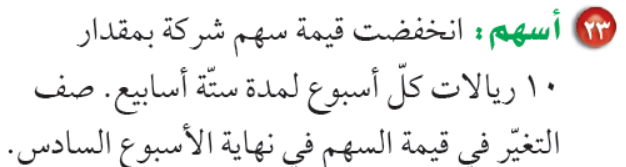 ٢٣ أسهم: انخفضت قيمة سهم شركة بمقدار
١٠ ريالات كلّ أسبوع لمدة ستّة أسابيع. صف
التغيّر في قيمة السهم في نهاية الأسبوع السادس.